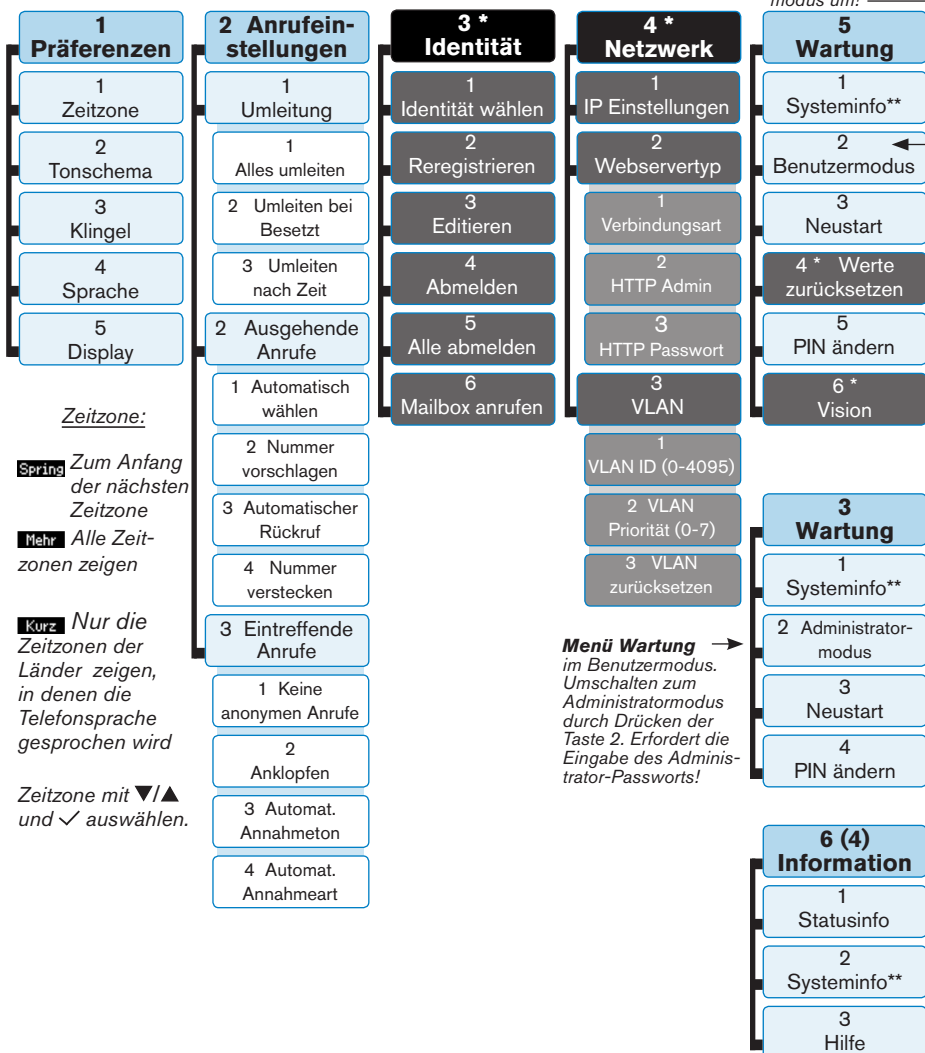 modus um!
1
Präferenzen
1
Zeitzone
2
Tonschema
3
Klingel
4
Sprache
5
Display
Zeitzone:
Spring Zum Anfang
der nächsten
Zeitzone
Mehr Alle Zeit-
zonen zeigen
Kurz Nur die
Zeitzonen der
Länder zeigen,
in denen die
Telefonsprache
gesprochen wird
Zeitzone mit ▼/▲
und ✓ auswählen.
2 Anrufein-
stellungen
1
Umleitung
1
Alles umleiten
2 Umleiten bei
Besetzt
3 Umleiten
nach Zeit
2 Ausgehende
Anrufe
1 Automatisch
wählen
2 Nummer
vorschlagen
3 Automatischer
Rückruf
4 Nummer
verstecken
3 Eintreffende
Anrufe
1 Keine
anonymen Anrufe
2
Anklopfen
3 Automat.
Annahmeton
4 Automat.
Annahmeart
3 *
Identität
1
Identität wählen
2
Reregistrieren
3
Editieren
4
Abmelden
5
Alle abmelden
6
Mailbox anrufen
4 *
Netzwerk
1
IP Einstellungen
2
Webservertyp
1
Verbindungsart
2
HTTP Admin
3
HTTP Passwort
3
VLAN
1
VLAN ID (0-4095)
2 VLAN
Priorität (0-7)
3 VLAN
zurücksetzen
5
Wartung
1
Systeminfo**
2
Benutzermodus
3
Neustart
4 * Werte
zurücksetzen
5
PIN ändern
6 *
Vision
Menü Wartung
im Benutzermodus.
Umschalten zum
Administratormodus
durch Drücken der
Taste 2. Erfordert die
Eingabe des Adminis-
trator-Passworts!
3
Wartung
1
Systeminfo**
2 Administrator-
modus
3
Neustart
4
PIN ändern
6 (4)
Information
1
Statusinfo
2
Systeminfo**
3
Hilfe